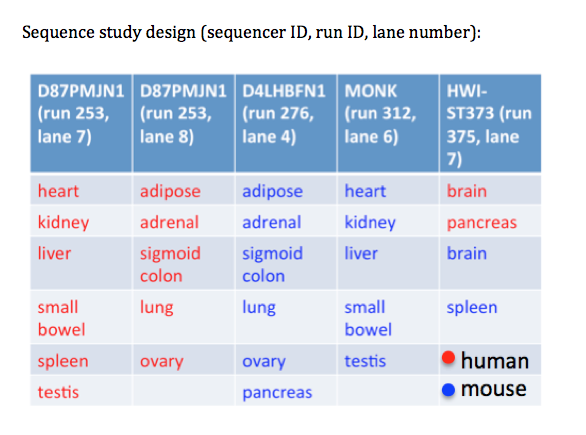 Sequence study design (sequencer ID, run ID, lane number):
D87PMJN1 (run 253, lane 7) D87PMJN1 (run 253, lane 8) D4LHBFN1 (run 276, lane 4) MONK (run 312, lane 6) HWI-ST373 (run 375, lane 7)
heart adipose adipose heart brain
kidney adrenal adrenal kidney pancreas
liver sigmoid colon sigmoid colon liver brain
small bowel lung lung small bowel spleen
spleen ovary ovary testis human
testis pancreas mouse